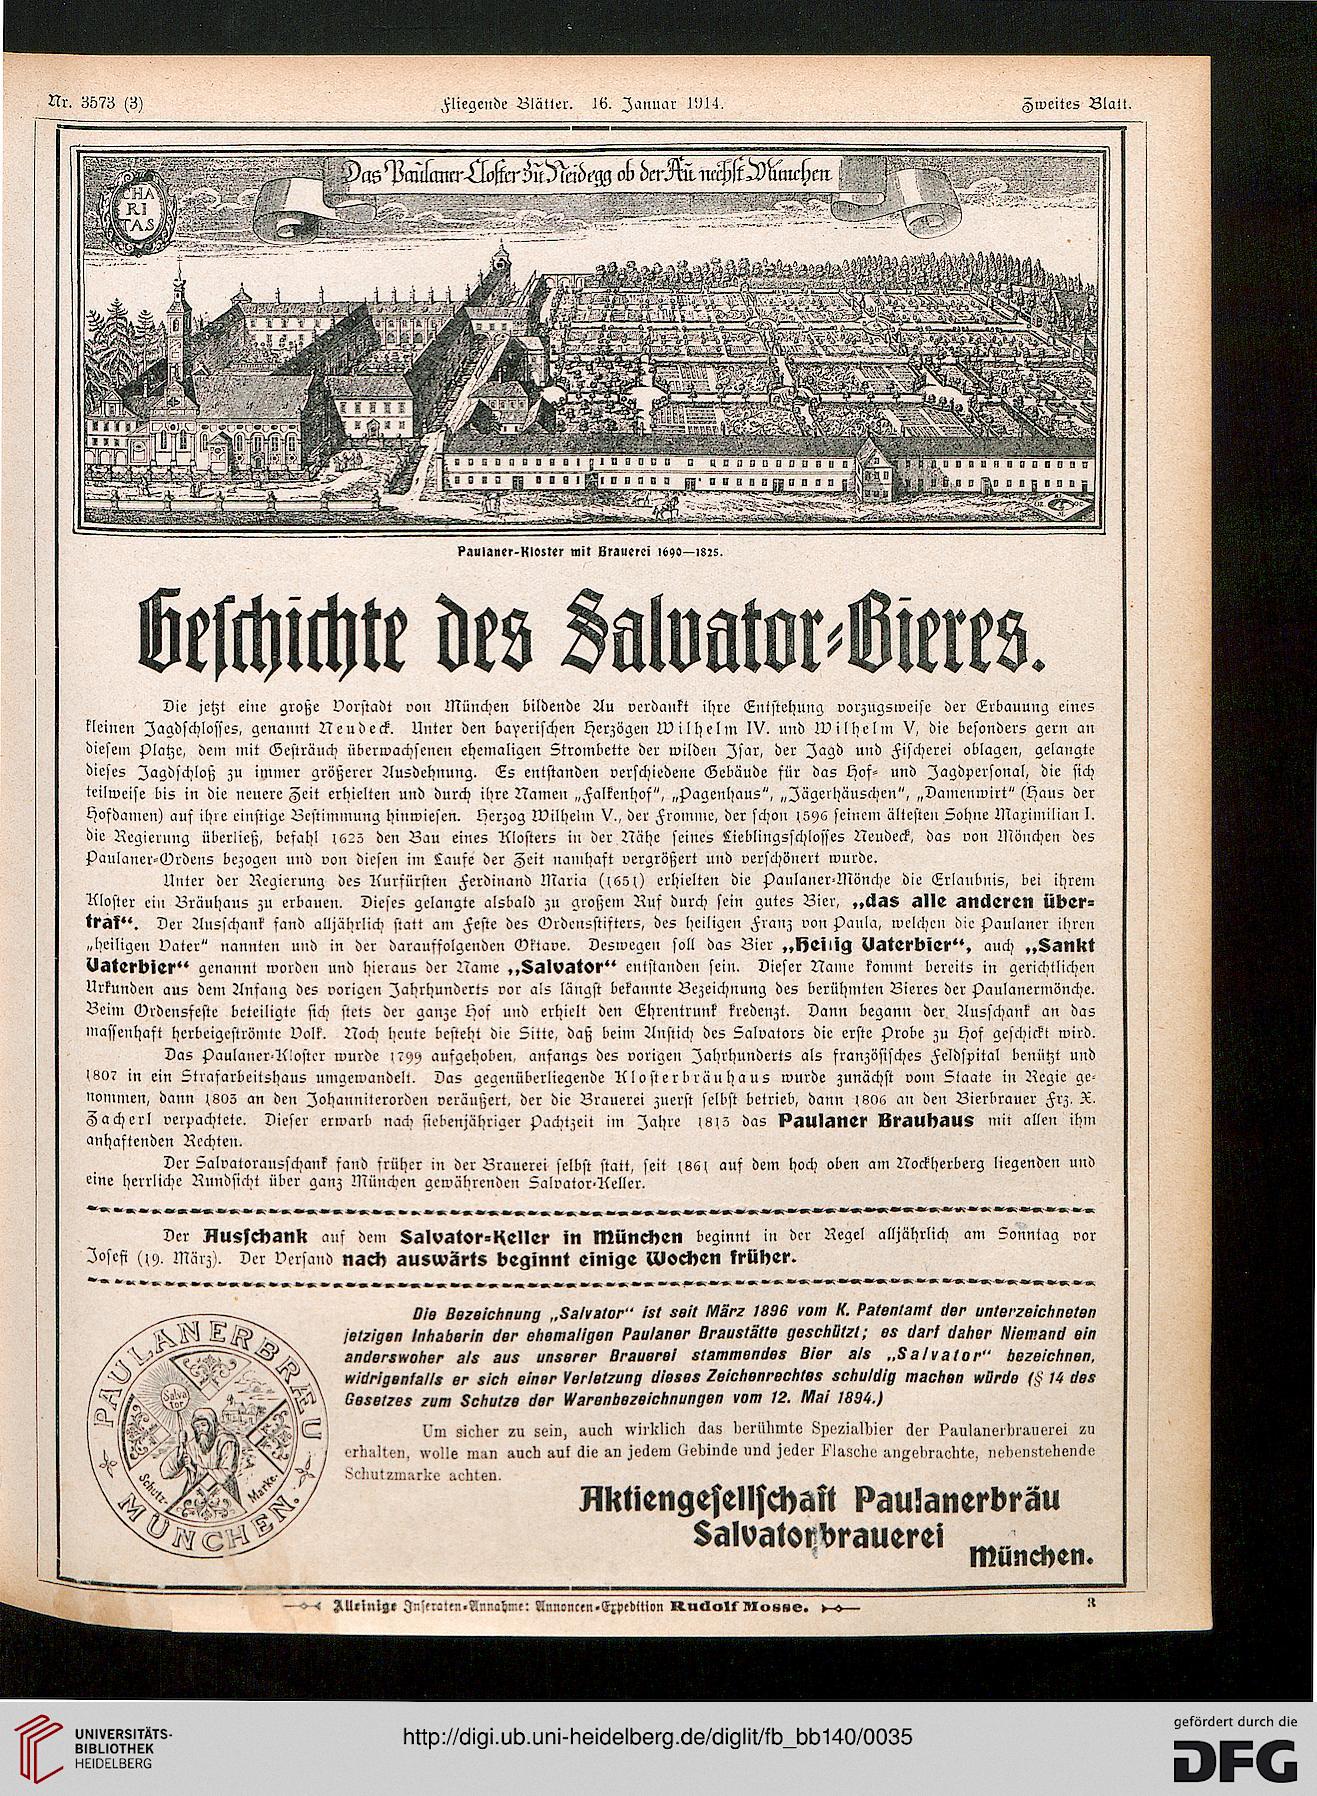 Nr. 3573 (3) Fliegende Blätter. 16. Januar 1914. Zweites Blatt.
Das Paulaner Closter zu Neidegg ob der Au nechst München
CHA
RI
TAS
Paulaner-Kloster mit Brauerei 1690—1825.
Geschichte des Salvator-Bieres.
Die jetzt eine große Vorstadt von München bildende Au verdankt ihre Entstehung vorzugsweise der Erbauung eines
kleinen Jagdschlosses, genannt Neudeck. Unter den bayerischen Herzögen Wilhelm IV. und Wilhelm V, die besonders gern an
diesem Platze, dem mit Gesträuch überwachsenen ehemaligen Strombette der wilden Isar, der Jagd und Fischerei oblagen, gelangte
dieses Jagdschloß zu immer größerer Ausdehnung. Es entstanden verschiedene Gebäude für das Hof- und Jagdpersonal, die sich
teilweise bis in die neuere Zeit erhielten und durch ihre Namen „Falkenhof“, „Pagenhaus“, „Jägerhäuschen“, „Damenwirt“ (Haus der
Hofdamen) auf ihre einstige Bestimmung hinwiesen. Herzog Wilhelm V., der Fromme, der schon 1596 seinem ältesten Sohne Maximilian I.
die Regierung überließ, befahl 1623 den Bau eines Klosters in der Nähe seines Lieblingsschlosses Neudeck, das von Mönchen des
Paulaner-Ordens bezogen und von diesen im Laufe der Zeit namhaft vergrößert und verschönert wurde.
Unter der Regierung des Kurfürsten Ferdinand Maria (1651) erhielten die Paulaner-Mönche die Erlaubnis, bei ihrem
Kloster ein Bräuhaus zu erbauen. Dieses gelangte alsbald zu großem Ruf durch sein gutes Bier, „das alle anderen über-
traf“. Der Ausschank fand alljährlich statt am Feste des Ordensstifters, des heiligen Franz von Paula, welchen die Paulaner ihren
„heiligen Vater“ nannten und in der darauffolgenden Oktave. Deswegen soll das Bier „Heilig Vaterbier“, auch „Sankt
Vaterbier“ genannt worden und hieraus der Name „Salvator“ entstanden sein. Dieser Name kommt bereits in gerichtlichen
Urkunden aus dem Anfang des vorigen Jahrhunderts vor als längst bekannte Bezeichnung des berühmten Bieres der Paulanermönche.
Beim Ordensfeste beteiligte sich stets der ganze Hof und erhielt den Ehrentrunk kredenzt. Dann begann der Ausschank an das
massenhaft herbeigeströmte Volk. Noch heute besteht die Sitte, daß beim Anstich des Salvators die erste Probe zu Hof geschickt wird.
Das Paulaner-Kloster wurde 1799 aufgehoben, anfangs des vorigen Jahrhunderts als französisches Feldspital benützt und
1807 in ein Strafarbeitshaus umgewandelt. Das gegenüberliegende Klosterbräuhaus wurde zunächst vom Staate in Regie ge-
nommen, dann 1803 an den Johanniterorden veräußert, der die Brauerei zuerst selbst betrieb, dann 1806 an den Bierbrauer Frz. X.
Zacherl verpachtete. Dieser erwarb nach siebenjähriger Pachtzeit im Jahre 1813 das Paulaner Brauhaus mit allen ihm
anhaftenden Rechten.
Der Salvatorausschank fand früher in der Brauerei selbst statt, seit 1861 auf dem hoch oben am Nockherberg liegenden und
eine herrliche Rundsicht über ganz München gewährenden Salvator-Keller.
Der Ausschank auf dem Salvator-Keller in München beginnt in der Regel alljährlich am Sonntag vor
Josefi (19. März). Der Versand nach auswärts beginnt einige Wochen früher.
Die Bezeichnung „Salvator“ ist seit März 1896 vom K. Patentamt der unterzeichneten
jetzigen Inhaberin der ehemaligen Paulaner Braustätte geschützt; es darf daher Niemand ein
anderswoher als aus unserer Brauerei stammendes Bier als „Salvator“ bezeichnen,
widrigenfalls er sich einer Verletzung dieses Zeichenrechtes schuldig machen würde (§ 14 des
Gesetzes zum Schutze der Warenbezeichnungen vom 12. Mai 1894.)
Um sicher zu sein, auch wirklich das berühmte Spezialbier der Paulanerbrauerei zu
erhalten, wolle man auch auf die an jedem Gebinde und jeder Flasche angebrachte, nebenstehende
Schutzmarke achten.
PAULANERBRÆU
Salva
tor
Schutz- Marke.
MÜNCHEN.
Aktiengesellschaft Paulanerbräu
Salvatorbrauerei
München.
Alleinige Inseraten-Annahme: Annoncen-Expedition Rudolf Mosse. 3
UNIVERSITÄTS-
BIBLIOTHEK
HEIDELBERG
http://digi.ub.uni-heidelberg.de/diglit/fb_bb140/0035
gefördert durch die
DFG